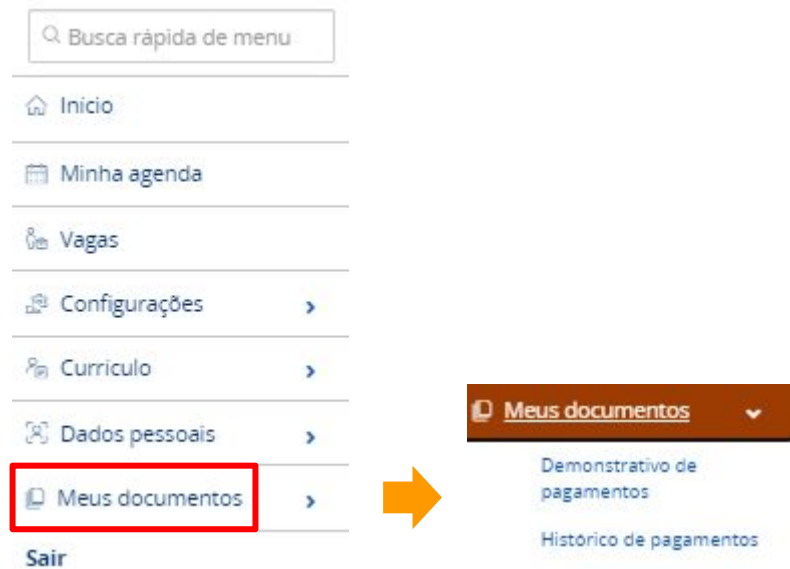 Busca rápida de menu
Início
Minha agenda
Vagas
Configurações
Currículo
Dados pessoais
Meus documentos
Sair
Meus documentos
Demonstrativo de
pagamentos
Histórico de pagamentos